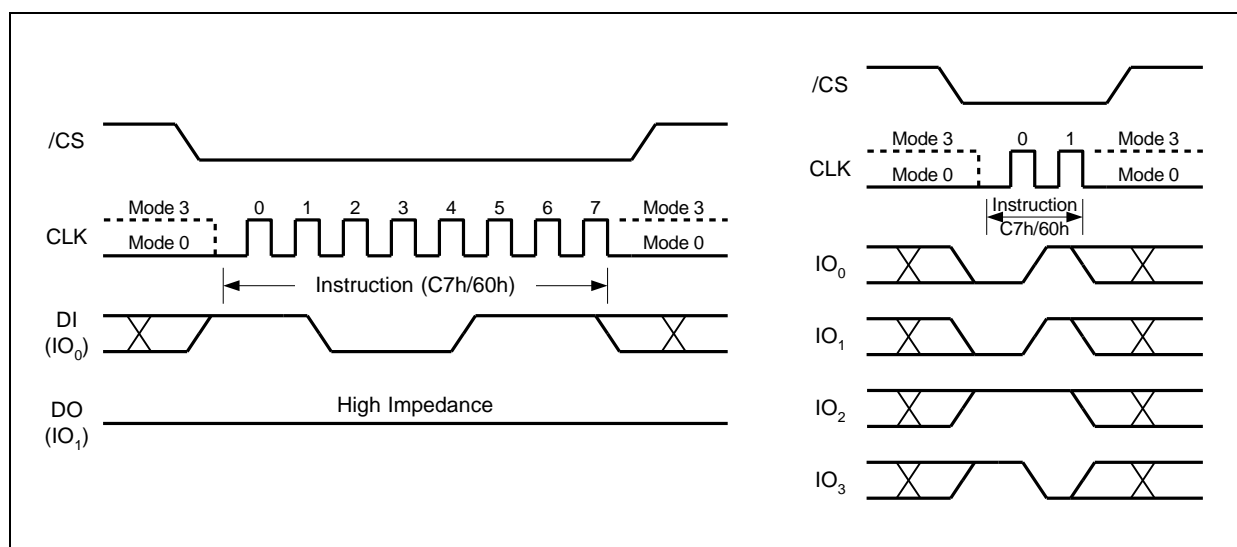 /CS
Mode 3
0 1 2 3 4 5 6 7
Mode 3
CLK
Mode 0
Mode 0
Instruction (C7h/60h)
DI
(IO0)
High Impedance
DO
(IO1)
/CS
Mode 3
0 1
Mode 3
CLK
Mode 0
Mode 0
Instruction
C7h/60h
IO0
IO1
IO2
IO3